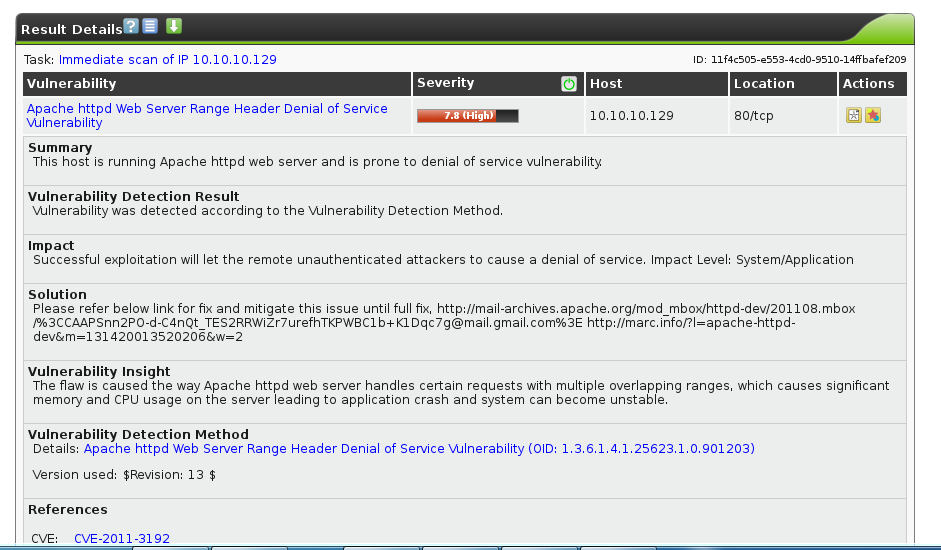 Result Details
Task: Immediate scan of IP 10.10.10.129
ID: 11f4c505-e553-4cd0-9510-14ffbafef209
Vulnerability Severity Host Location Actions
Apache httpd Web Server Range Header Denial of Service
Vulnerability
7.8 (High) 10.10.10.129 80/tcp
Summary
This host is running Apache httpd web server and is prone to denial of service vulnerability.
Vulnerability Detection Result
Vulnerability was detected according to the Vulnerability Detection Method.
Impact
Successful exploitation will let the remote unauthenticated attackers to cause a denial of service. Impact Level: System/Application
Solution
Please refer below link for fix and mitigate this issue until full fix, http://mail-archives.apache.org/mod_mbox/httpd-dev/201108.mbox
/%3CCAAPSnn2PO-d-C4nQt_TES2RRWiZr7urefhTKPWBC1b+K1Dqc7g@mail.gmail.com%3E http://marc.info/?l=apache-httpd-
dev&m=131420013520206&w=2
Vulnerability Insight
The flaw is caused the way Apache httpd web server handles certain requests with multiple overlapping ranges, which causes significant
memory and CPU usage on the server leading to application crash and system can become unstable.
Vulnerability Detection Method
Details: Apache httpd Web Server Range Header Denial of Service Vulnerability (OID: 1.3.6.1.4.1.25623.1.0.901203)
Version used: $Revision: 13 $
References
CVE: CVE-2011-3192